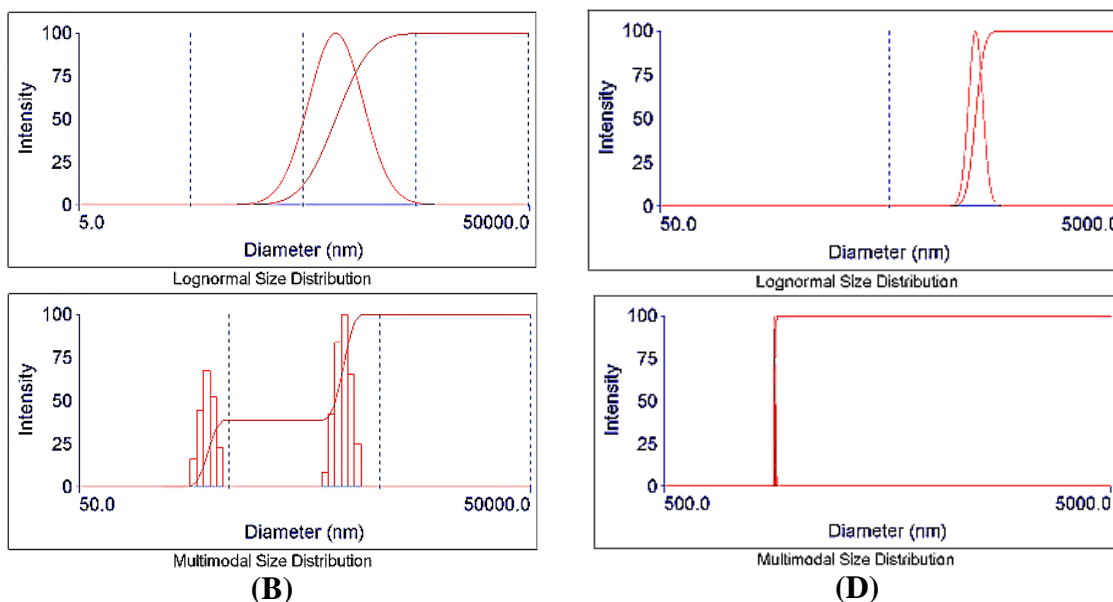 100
75
50
25
0
Intensity
5.0
50000.0
Diameter (nm)
Lognormal Size Distribution
100
75
50
25
0
Intensity
50.0
5000.0
Diameter (nm)
Lognormal Size Distribution
100
75
50
25
0
Intensity
50.0
50000.0
Diameter (nm)
Multimodal Size Distribution
(B)
100
75
50
25
0
Intensity
500.0
5000.0
Diameter (nm)
Multimodal Size Distribution
(D)